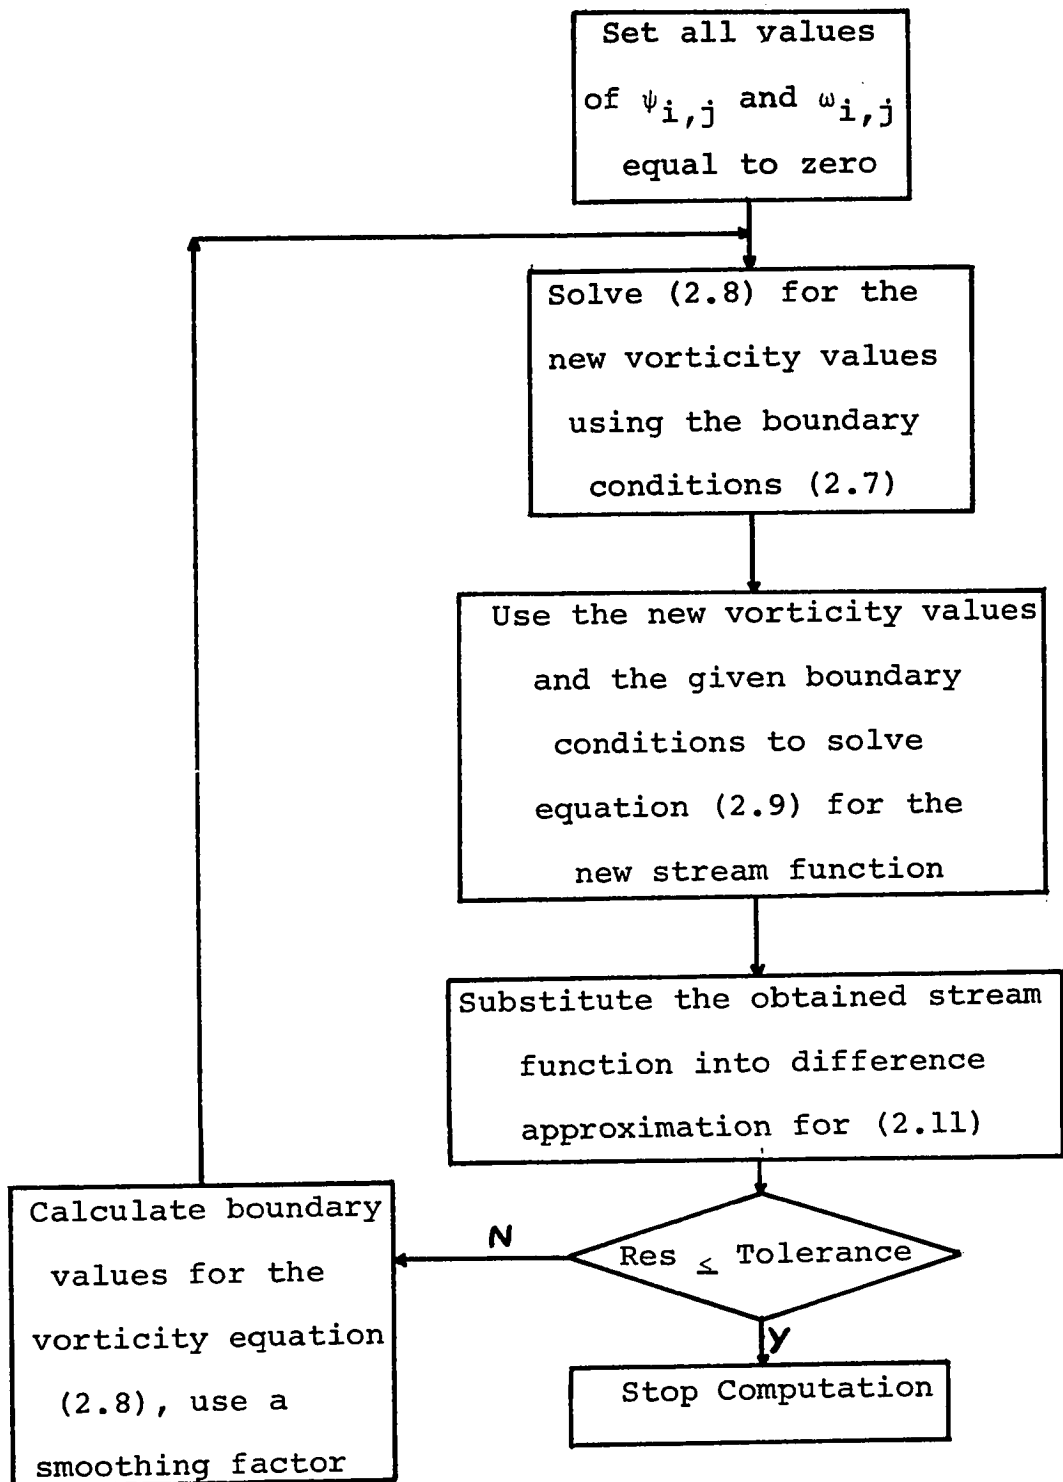 Set all values
of ψi,j and ωi,j
equal to zero
Solve (2.8) for the
new vorticity values
using the boundary
conditions (2.7)
Use the new vorticity values
and the given boundary
conditions to solve
equation (2.9) for the
new stream function
Substitute the obtained stream
function into difference
approximation for (2.11)
Res ≤ Tolerance
N
Y
Calculate boundary
values for the
vorticity equation
(2.8), use a
smoothing factor
Stop Computation